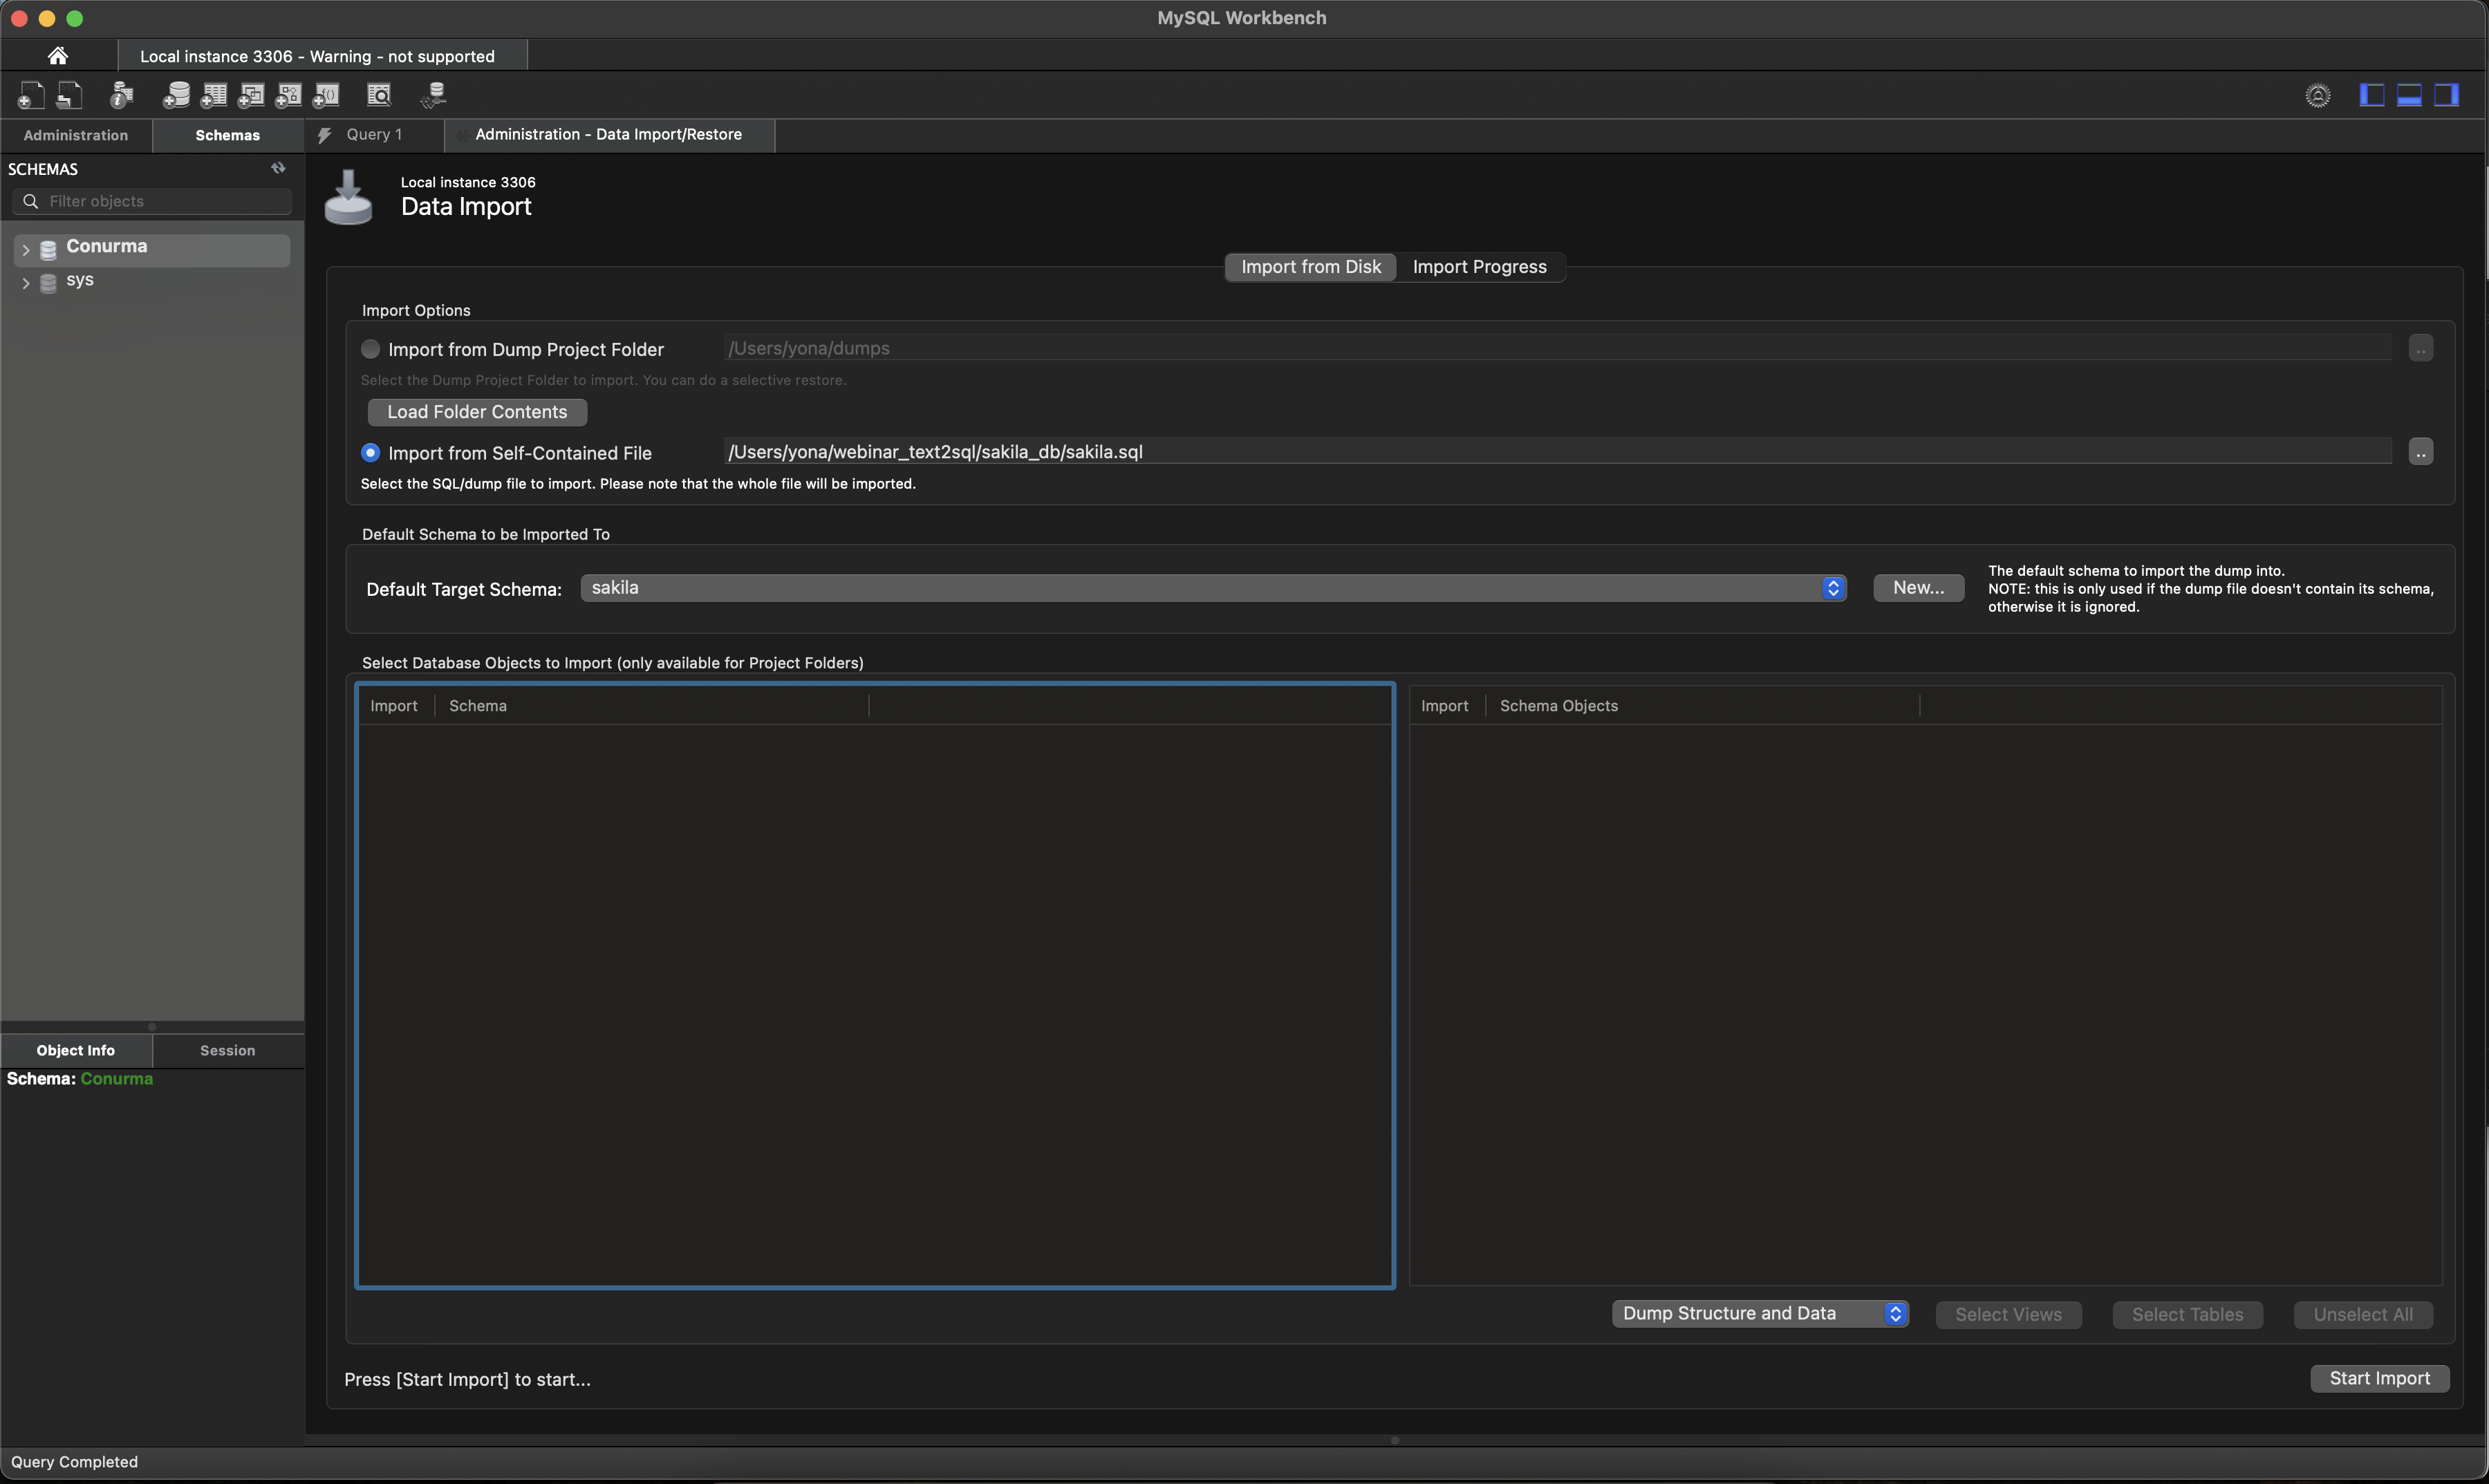 MySQL Workbench
Local instance 3306 - Warning - not supported
Administration
Schemas
Query 1
Administration - Data Import/Restore
SCHEMAS
Filter objects
Conurma
sys
Local instance 3306
Data Import
Import from Disk
Import Progress
Import Options
Import from Dump Project Folder
/Users/yona/dumps
..
Select the Dump Project Folder to import. You can do a selective restore.
Load Folder Contents
Import from Self-Contained File
/Users/yona/webinar_text2sql/sakila_db/sakila.sql
..
Select the SQL/dump file to import. Please note that the whole file will be imported.
Default Schema to be Imported To
Default Target Schema:
sakila
New...
The default schema to import the dump into.
NOTE: this is only used if the dump file doesn't contain its schema,
otherwise it is ignored.
Select Database Objects to Import (only available for Project Folders)
Import
Schema
Import
Schema Objects
Object Info
Session
Schema: Conurma
Dump Structure and Data
Select Views
Select Tables
Unselect All
Press [Start Import] to start...
Start Import
Query Completed